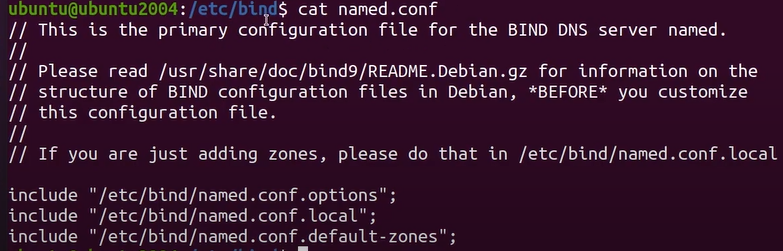 ubuntu@ubuntu2004:/etc/bind$ cat named.conf
// This is the primary configuration file for the BIND DNS server named.
//
// Please read /usr/share/doc/bind9/README.Debian.gz for information on the
// structure of BIND configuration files in Debian, *BEFORE* you customize
// this configuration file.
//
// If you are just adding zones, please do that in /etc/bind/named.conf.local
include "/etc/bind/named.conf.options";
include "/etc/bind/named.conf.local";
include "/etc/bind/named.conf.default-zones";